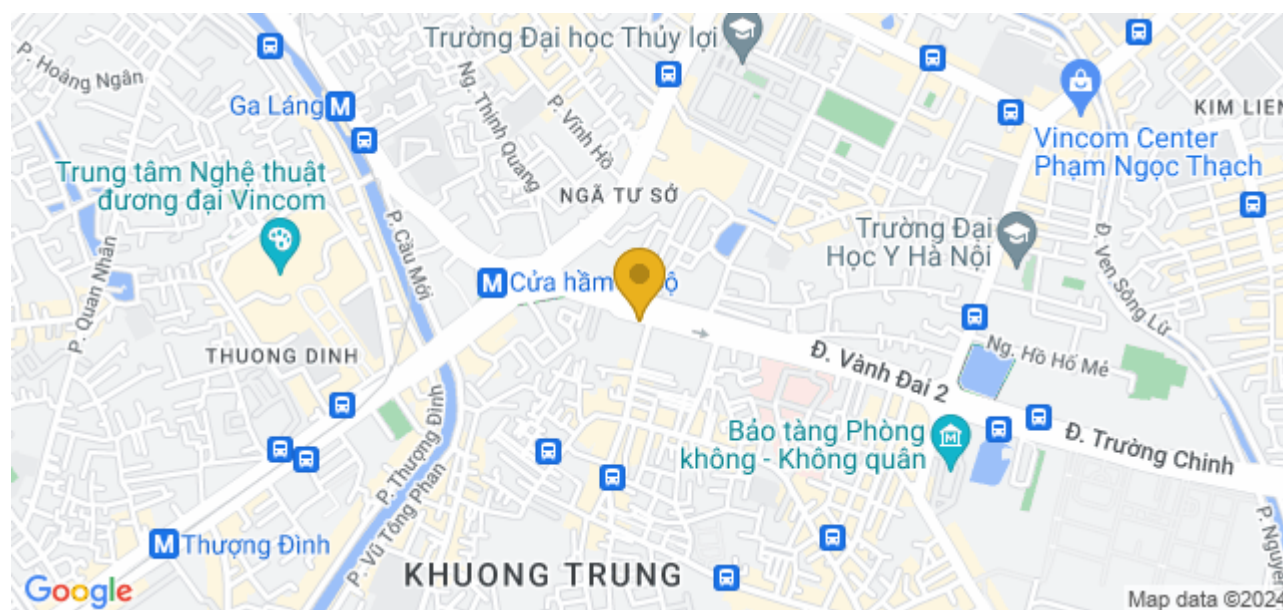 Trường Đại học Thủy lợi
P. Hoàng Ngân
Ng. Thịnh Quang
P. Vĩnh Hồ
Ga Láng
M
KIM LIEN
Vincom Center
Phạm Ngọc Thạch
Trung tâm Nghệ thuật
đương đại Vincom
NGÃ TƯ SỞ
P. Cầu Mới
Trường Đại
Học Y Hà Nội
Đ. Ven Sông Lừ
P. Quan Nhân
M
Cửa hầm
ộ
THUONG DINH
Đ. Vành Đai 2
Ng. Hồ Hố Mẻ
P. Thượng Đình
Bảo tàng Phòng
không - Không quân
Đ. Trường Chinh
P. Vũ Tông Phan
M
Thượng Đình
KHUONG TRUNG
P. Nguy
Google
Map data ©2024